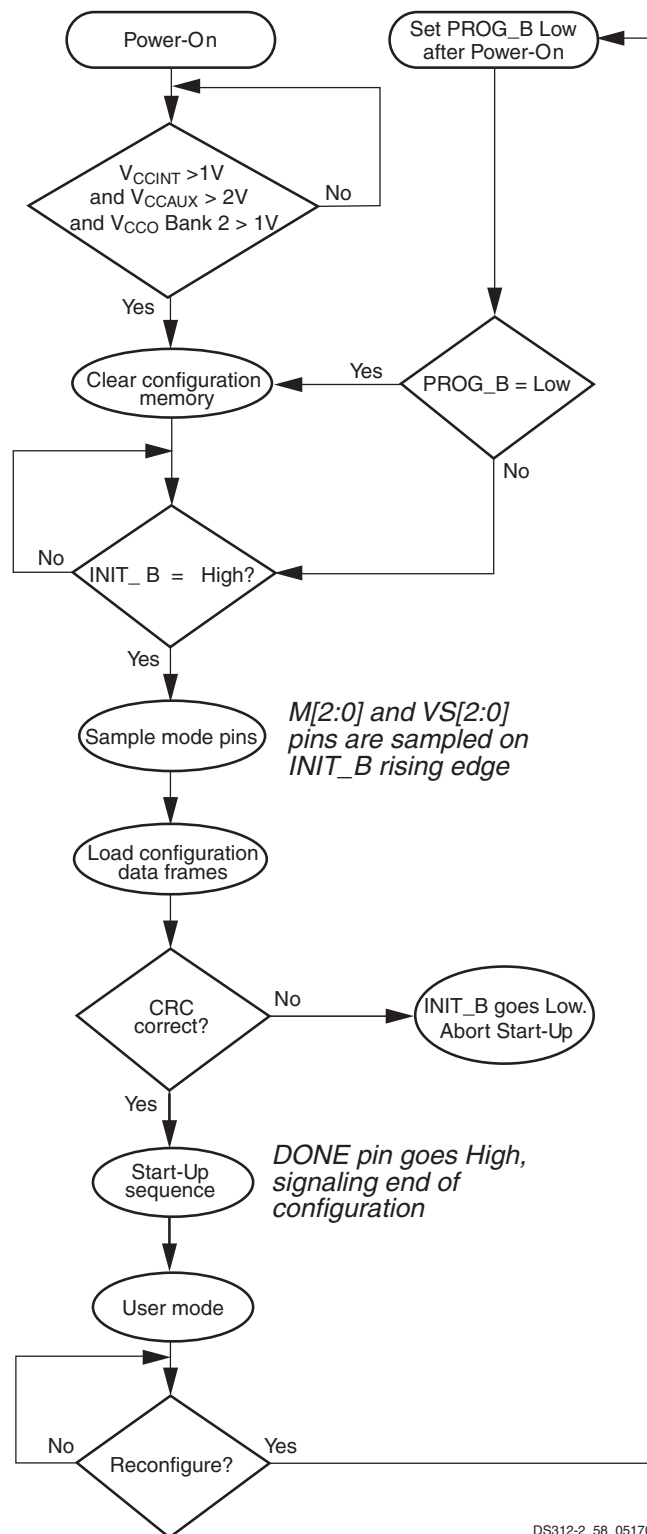 Power-On
Set PROG_B Low
after Power-On
VCCINT >1V
and VCCAUX > 2V
and VCCO Bank 2 > 1V
No
Yes
Clear configuration
memory
Yes
PROG_B = Low
No
INIT_ B = High?
No
Yes
Sample mode pins
M[2:0] and VS[2:0]
pins are sampled on
INIT_B rising edge
Load configuration
data frames
CRC
correct?
No
INIT_B goes Low.
Abort Start-Up
Yes
Start-Up
sequence
DONE pin goes High,
signaling end of
configuration
User mode
No
Reconfigure?
Yes